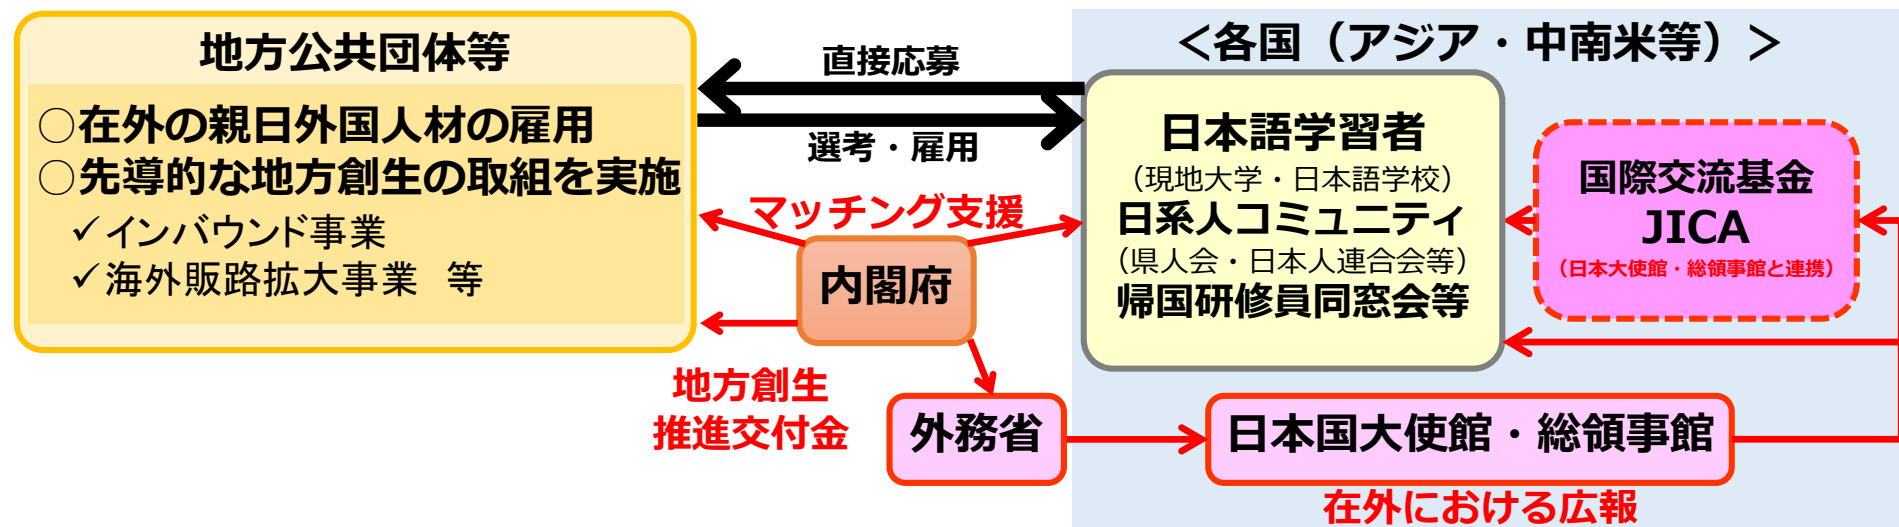 地方公共団体等
○在外の親日外国人材の雇用
○先導的な地方創生の取組を実施
✓インバウンド事業
✓海外販路拡大事業　等
直接応募
選考・雇用
マッチング支援
内閣府
地方創生
推進交付金
外務省
＜各国（アジア・中南米等）＞
日本語学習者
（現地大学・日本語学校）
日系人コミュニティ
（県人会・日本人連合会等）
帰国研修員同窓会等
国際交流基金
JICA
（日本大使館・総領事館と連携）
日本国大使館・総領事館
在外における広報